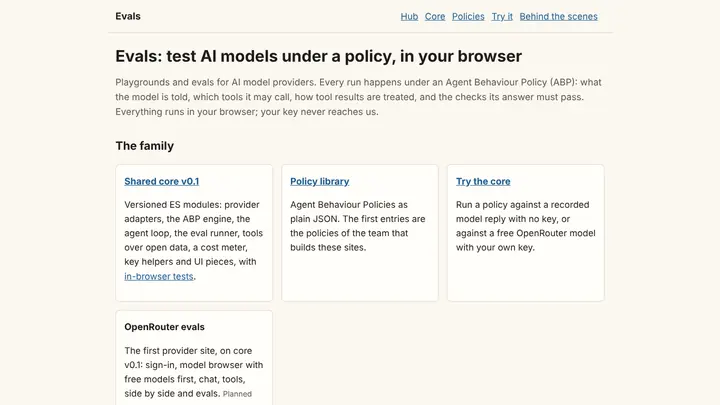 Evals
Hub Core Policies Try it Behind the scenes
Evals: test AI models under a policy, in your browser
Playgrounds and evals for AI model providers. Every run happens under an Agent Behaviour Policy (ABP): what
the model is told, which tools it may call, how tool results are treated, and the checks its answer must pass.
Everything runs in your browser; your key never reaches us.
The family
Shared core v0.1
Versioned ES modules: provider
adapters, the ABP engine, the
agent loop, the eval runner, tools
over open data, a cost meter,
key helpers and UI pieces, with
in-browser tests.
Policy library
Agent Behaviour Policies as
plain JSON. The first entries are
the policies of the team that
builds these sites.
Try the core
Run a policy against a recorded
model reply with no key, or
against a free OpenRouter model
with your own key.
OpenRouter evals
The first provider site, on core
v0.1: sign-in, model browser with
free models first, chat, tools,
side by side and evals. Planned